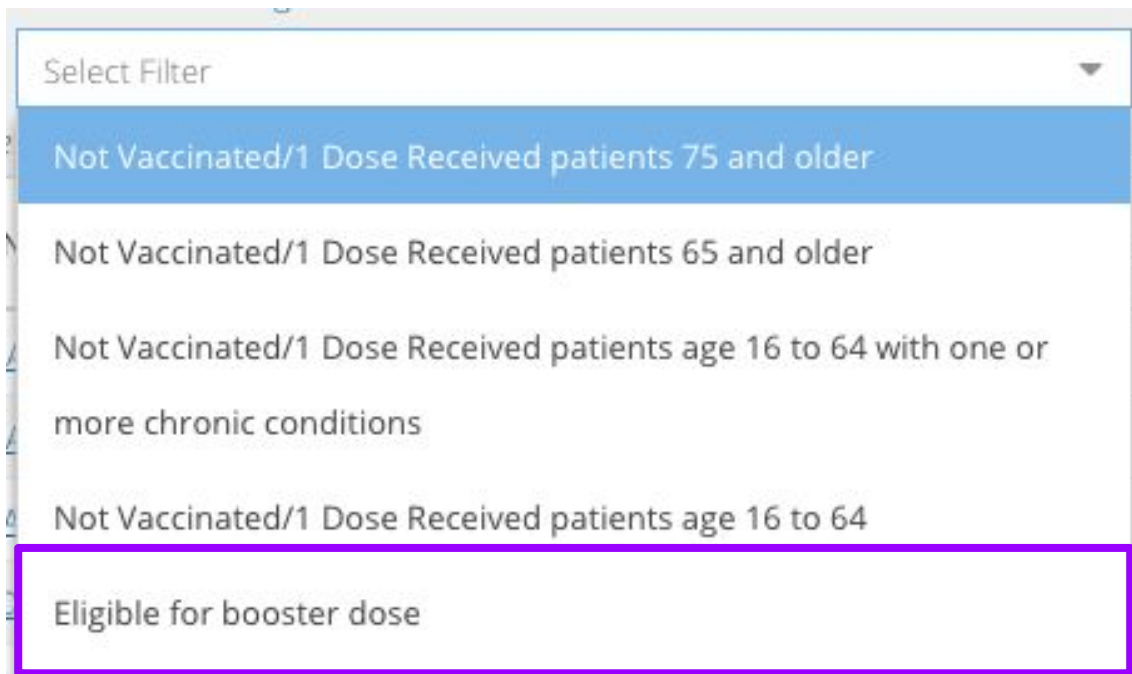 Select Filter
Not Vaccinated/1 Dose Received patients 75 and older
Not Vaccinated/1 Dose Received patients 65 and older
Not Vaccinated/1 Dose Received patients age 16 to 64 with one or
more chronic conditions
Not Vaccinated/1 Dose Received patients age 16 to 64
Eligible for booster dose